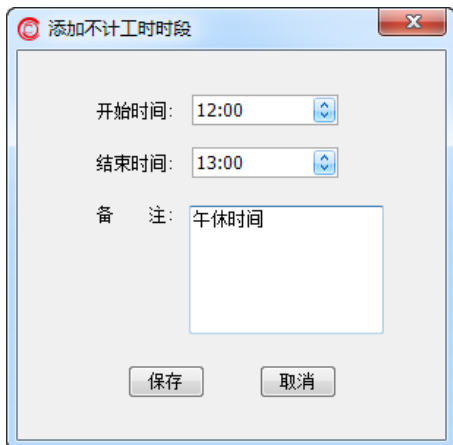 添加不计工时时段
开始时间: 12:00
结束时间: 13:00
备 注: 午休时间
保存 取消